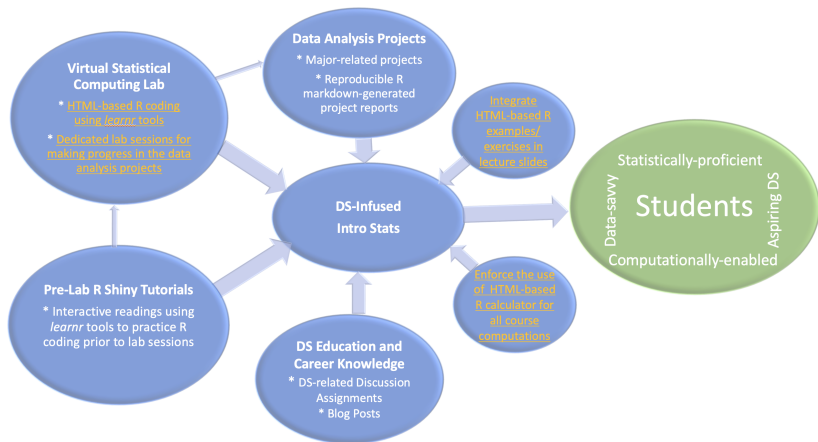 Data Analysis Projects
* Major-related projects
* Reproducible R
markdown-generated
project reports
Virtual Statistical
Computing Lab
* HTML-based R coding
using learnr tools
* Dedicated lab sessions for
making progress in the data
analysis projects
Integrate
HTML-based R
examples/
exercises in
lecture slides
DS-Infused
Intro Stats
Statistically-proficient
Data-savvy
Students
Aspiring DS
Computationally-enabled
Pre-Lab R Shiny Tutorials
* Interactive readings using
learnr tools to practice R
coding prior to lab sessions
Enforce the use
of HTML-based
R calculator for
all course
computations
DS Education and
Career Knowledge
* DS-related Discussion
Assignments
* Blog Posts